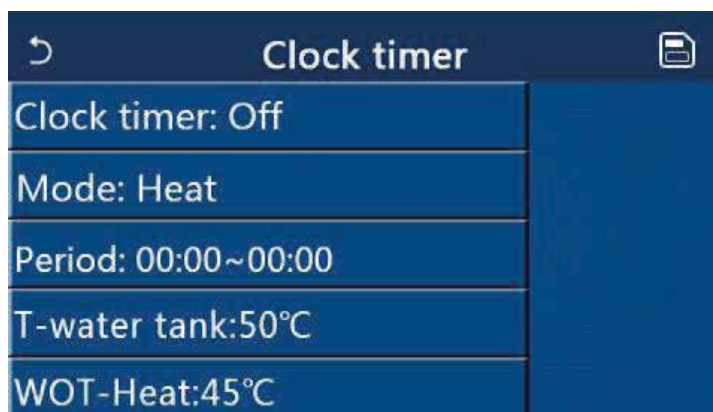 Clock timer
Clock timer: Off
Mode: Heat
Period: 00:00~00:00
T-water tank:50℃
WOT-Heat:45℃